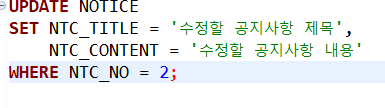 UPDATE NOTICE
SET NTC_TITLE = '수정할 공지사항 제목',
NTC_CONTENT = '수정할 공지사항 내용'
WHERE NTC_NO = 2;